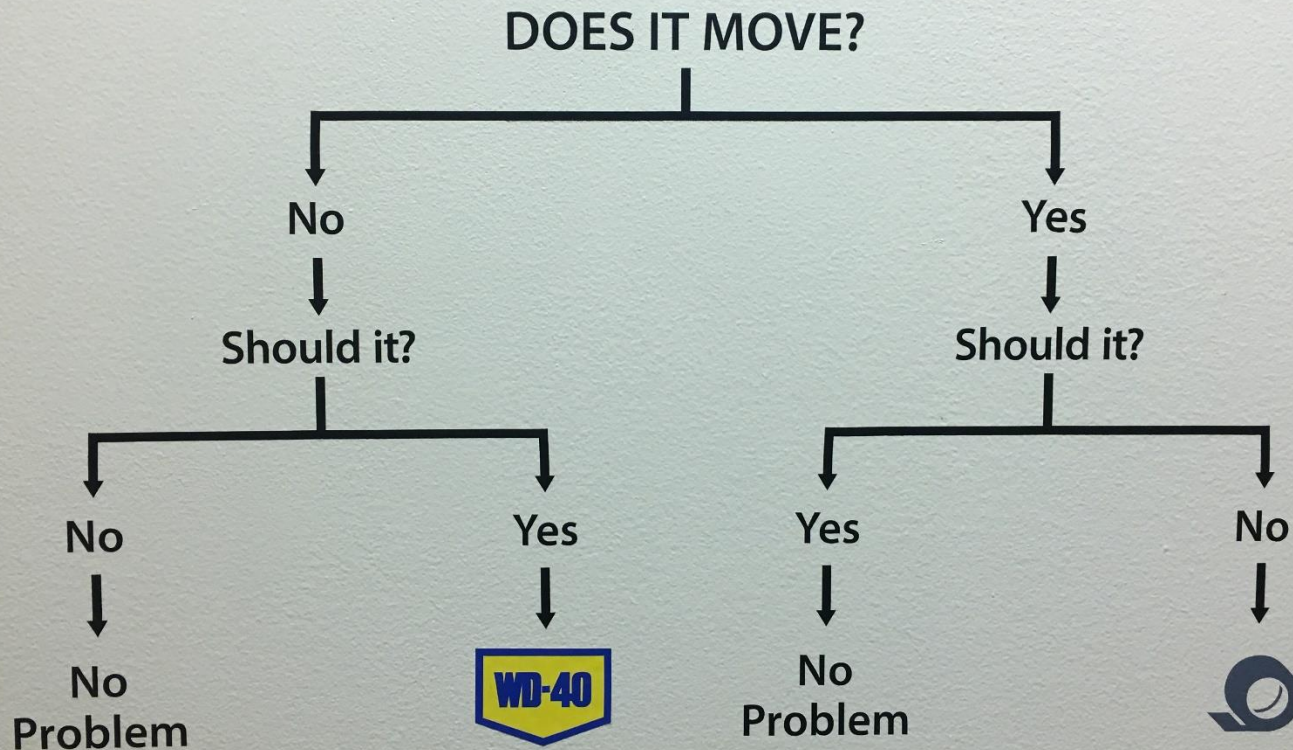 DOES IT MOVE?
No
Yes
Should it?
Should it?
No
Yes
Yes
No
No
Problem
WD-40
No
Problem